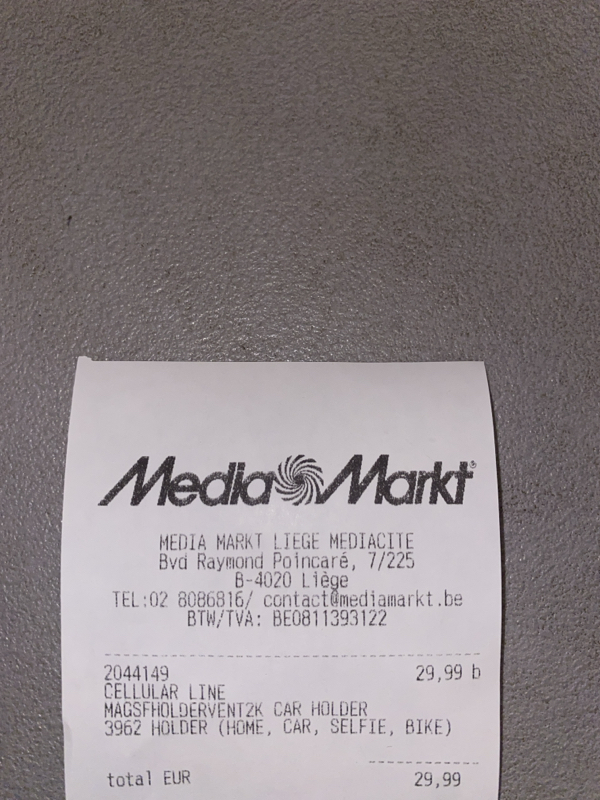 Media Markt®
MEDIA MARKT LIEGE MEDIACITE
Bvd Raymond Poincaré, 7/225
B-4020 Liège
TEL:02 8086816/ contact@mediamarkt.be
BTW/TVA: BE0811393122
2044149 29,99 b
CELLULAR LINE
MAGSFHOLDERVENT2K CAR HOLDER
3962 HOLDER (HOME, CAR, SELFIE, BIKE)
total EUR 29,99